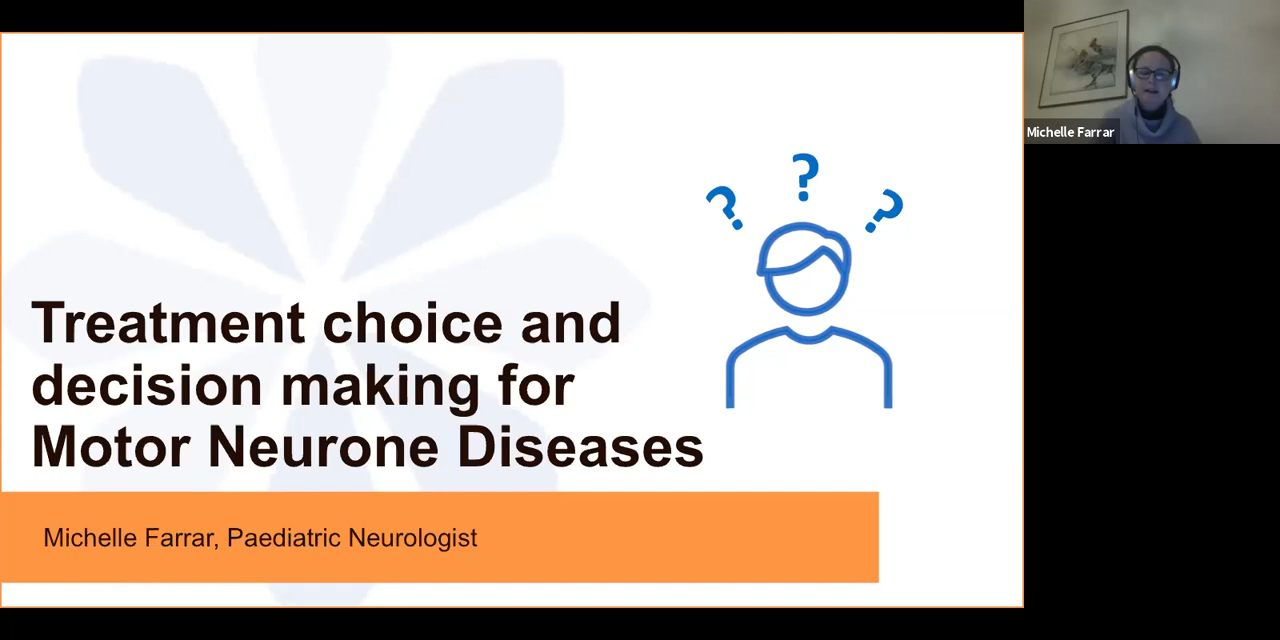 Michelle Farrar
? ? ?
Treatment choice and
decision making for
Motor Neurone Diseases
Michelle Farrar, Paediatric Neurologist